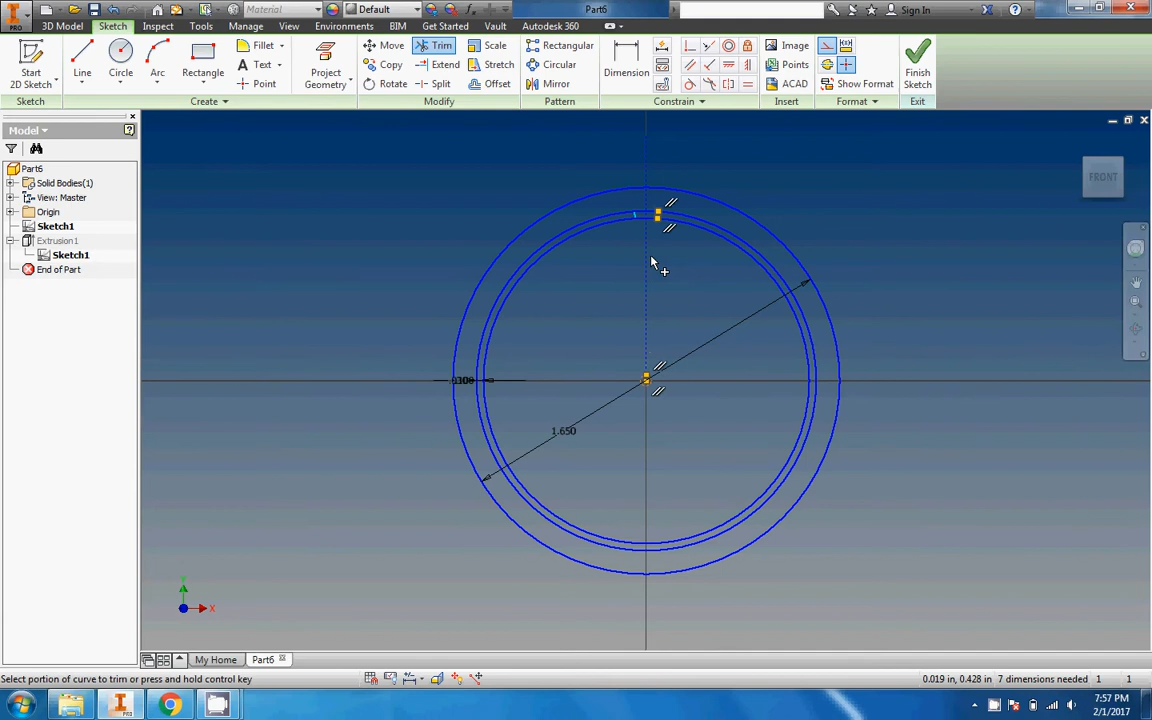 Material
Default
Part6
Sign In
PRO
3D Model
Sketch
Inspect
Tools
Manage
View
Environments
BIM
Get Started
Vault
Autodesk 360
Start
2D Sketch
Line
Circle
Arc
Rectangle
Fillet
Text
Point
Project
Geometry
Move
Copy
Rotate
Trim
Extend
Split
Scale
Stretch
Offset
Rectangular
Circular
Mirror
Dimension
Image
Points
ACAD
Show Format
Finish
Sketch
Sketch
Create
Modify
Pattern
Constrain
Insert
Format
Exit
Model
Part6
Solid Bodies(1)
View: Master
Origin
Sketch1
Extrusion1
Sketch1
End of Part
FRONT
1.650
Y
X
My Home
Part6
Select portion of curve to trim or press and hold control key
0.019 in, 0.428 in
7 dimensions needed
1
1
PRO
7:57 PM
2/1/2017